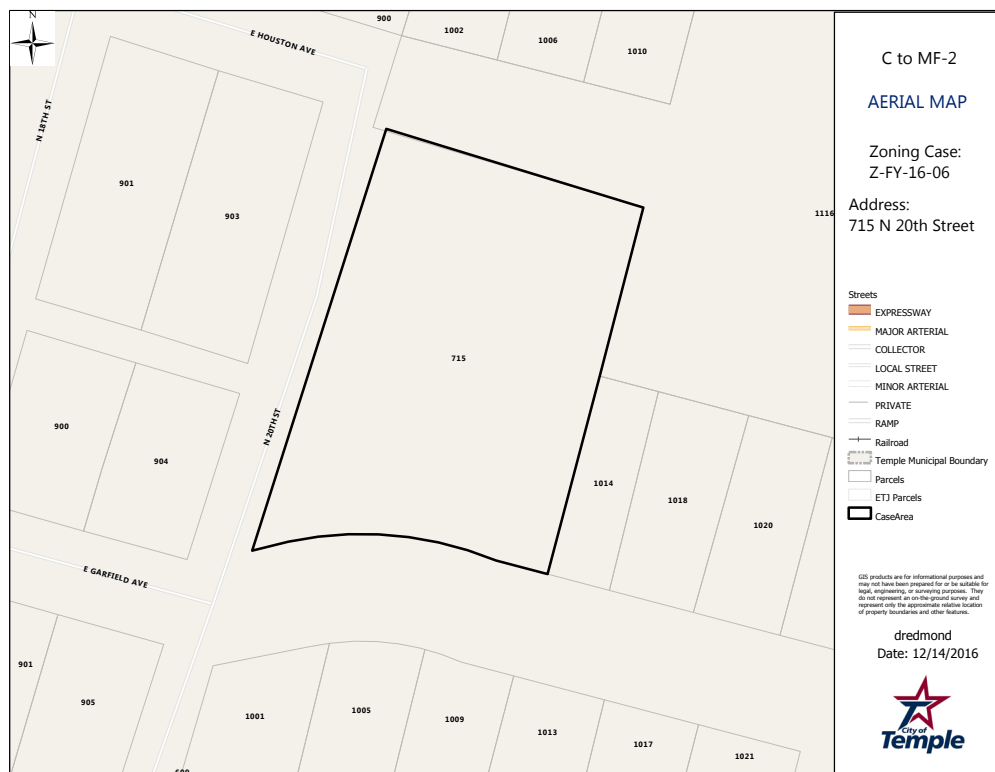 N
900
1002
1006
1010
E HOUSTON AVE
N 18TH ST
901
903
1116
715
900
904
N 20TH ST
1014
1018
1020
E GARFIELD AVE
901
905
1001
1005
1009
1013
1017
1021
C to MF-2
AERIAL MAP
Zoning Case:
Z-FY-16-06
Address:
715 N 20th Street
Streets
EXPRESSWAY
MAJOR ARTERIAL
COLLECTOR
LOCAL STREET
MINOR ARTERIAL
PRIVATE
RAMP
Railroad
Temple Municipal Boundary
Parcels
ETJ Parcels
CaseArea
GIS products are for informational purposes and
may not have been prepared for or be suitable for
legal, engineering, or surveying purposes. They
do not represent an on-the-ground survey and
represent only the approximate relative location
of property boundaries and other features.
dredmond
Date: 12/14/2016
City of
Temple